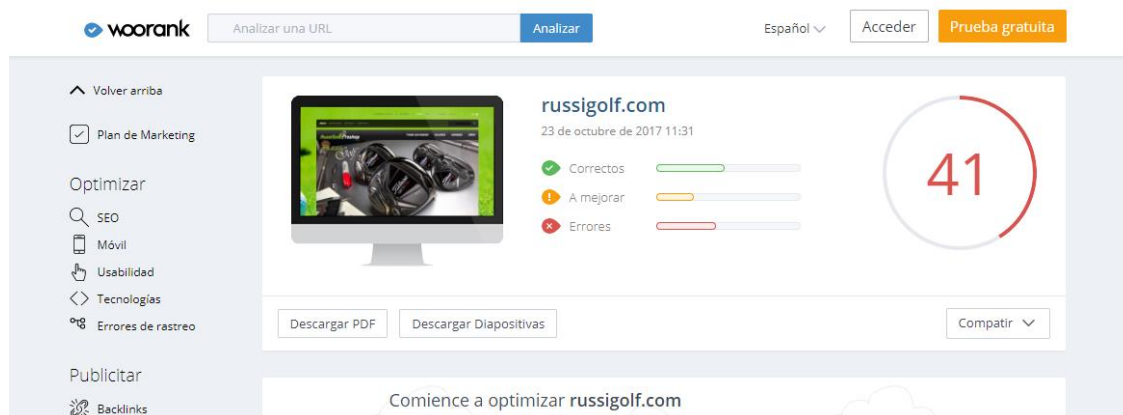 woorank
Analizar una URL
Analizar
Español
Acceder
Prueba gratuita
Volver arriba
Plan de Marketing
Optimizar
SEO
Móvil
Usabilidad
Tecnologías
Errores de rastreo
Publicitar
Backlinks
russigolf.com
23 de octubre de 2017 11:31
Correctos
A mejorar
Errores
41
Descargar PDF
Descargar Diapositivas
Compatir
Comience a optimizar russigolf.com